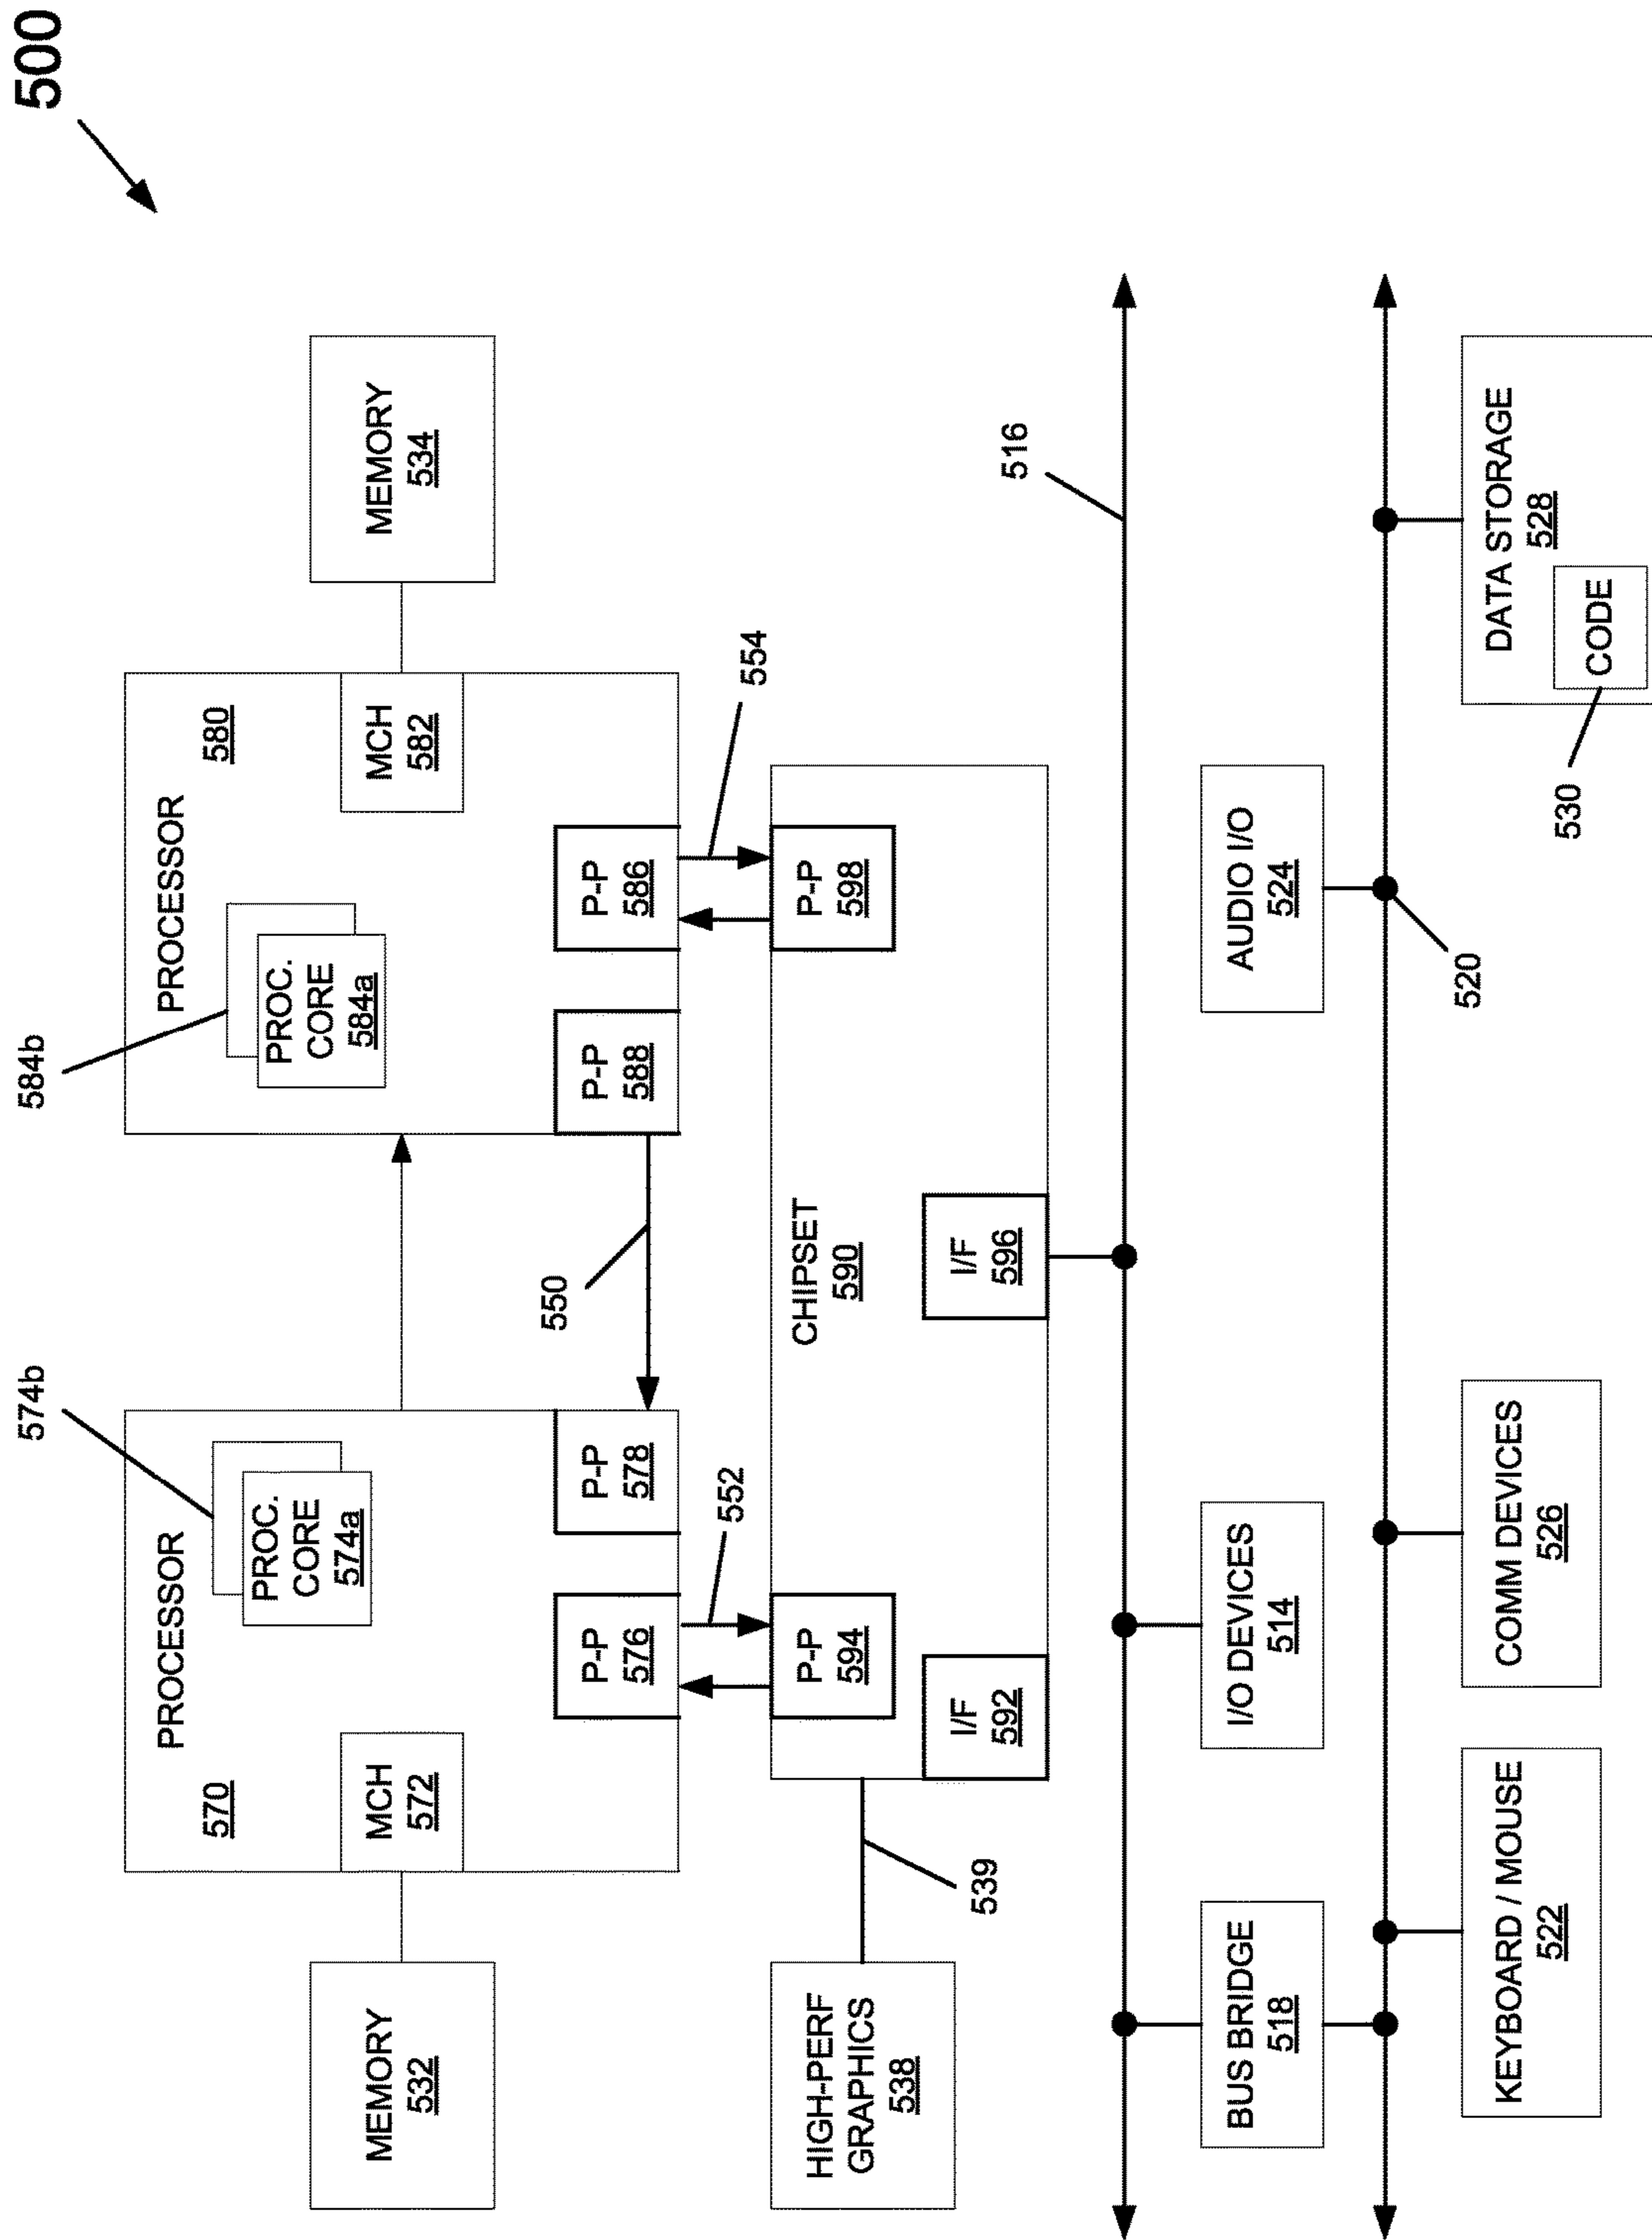 500
574b
584b
PROCESSOR
570
PROC.
CORE
574a
MCH
572
MEMORY
532
P-P
576
P-P
578
PROCESSOR
580
PROC.
CORE
584a
MCH
582
MEMORY
534
P-P
588
P-P
586
550
552
554
HIGH-PERF
GRAPHICS
538
539
CHIPSET
590
P-P
594
P-P
598
I/F
592
I/F
596
516
BUS BRIDGE
518
I/O DEVICES
514
AUDIO I/O
524
520
KEYBOARD / MOUSE
522
COMM DEVICES
526
DATA STORAGE
528
CODE
530